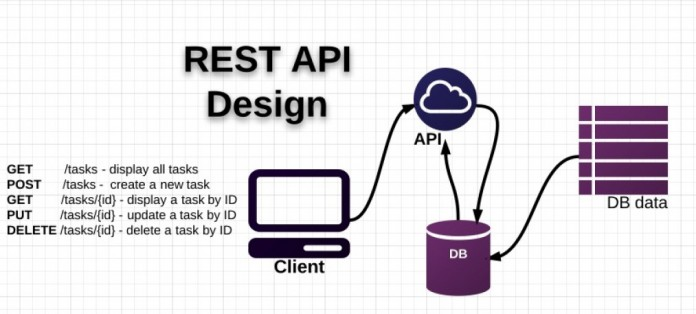 REST API
Design
GET /tasks - display all tasks
POST /tasks - create a new task
GET /tasks/{id} - display a task by ID
PUT /tasks/{id} - update a task by ID
DELETE /tasks/{id} - delete a task by ID
Client
API
DB
DB data